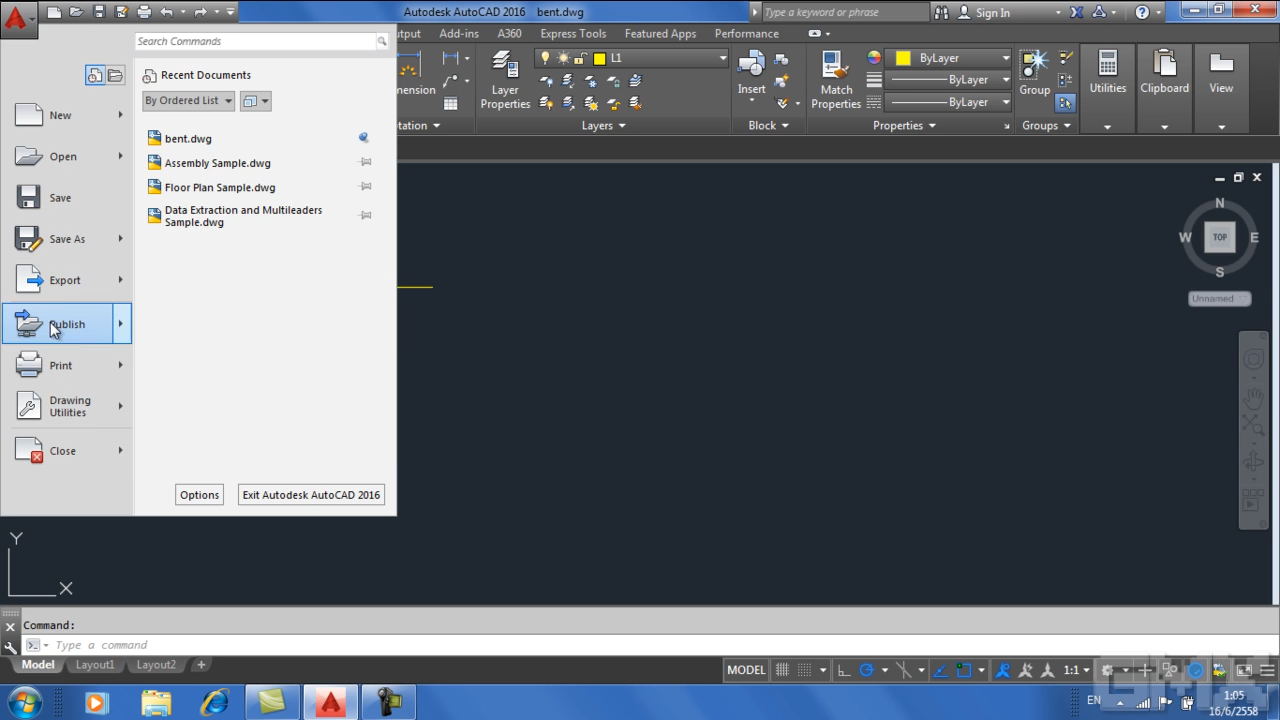 Autodesk AutoCAD 2016 bent.dwg
Type a keyword or phrase
Sign In
Search Commands
Recent Documents
By Ordered List
bent.dwg
Assembly Sample.dwg
Floor Plan Sample.dwg
Data Extraction and Multileaders
Sample.dwg
New
Open
Save
Save As
Export
Publish
Print
Drawing
Utilities
Close
Options
Exit Autodesk AutoCAD 2016
utput
Add-ins
A360
Express Tools
Featured Apps
Performance
mension
tation
Layer
Properties
L1
Layers
Insert
Block
Match
Properties
ByLayer
ByLayer
ByLayer
Properties
Group
Groups
Utilities
Clipboard
View
N
W
TOP
E
S
Unnamed
Y
X
Command:
Type a command
Model
Layout1
Layout2
+
MODEL
1:1
EN
1:05
16/6/2558